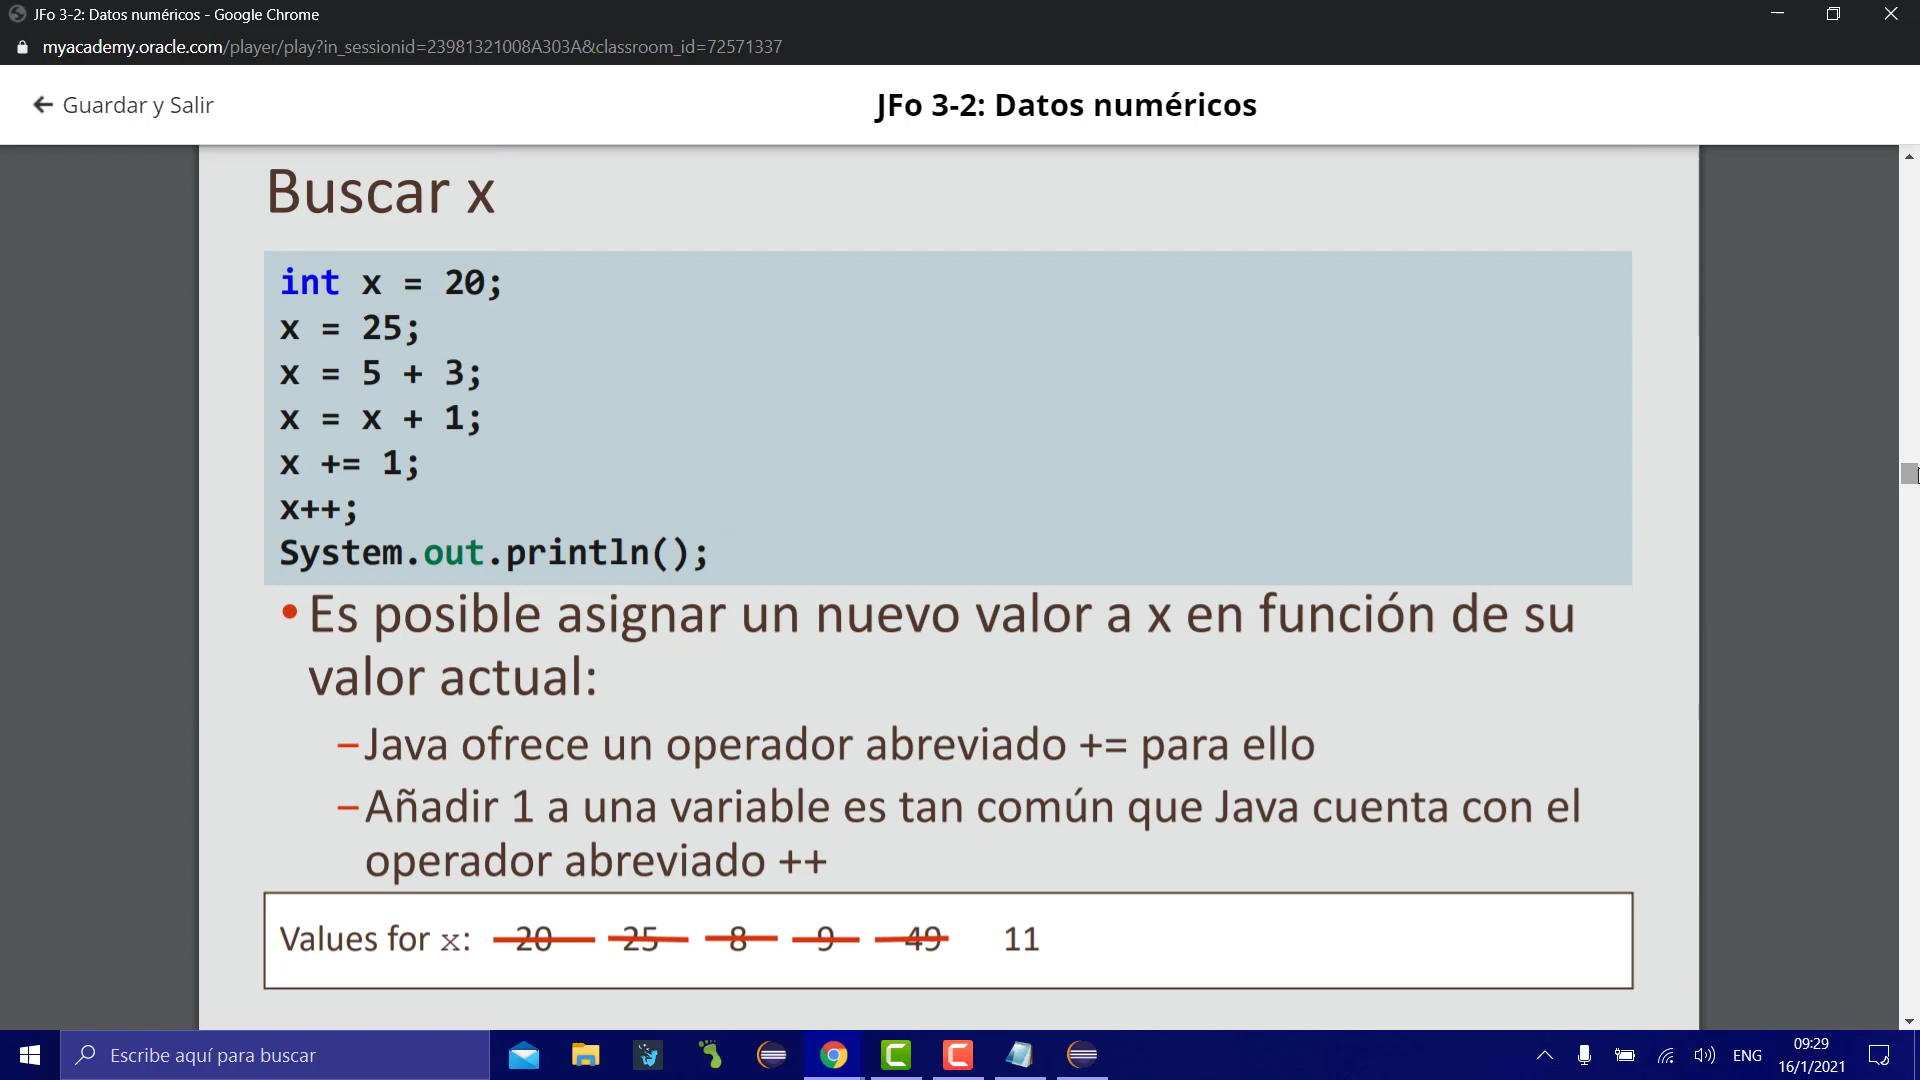 JFo 3-2: Datos numéricos - Google Chrome
myacademy.oracle.com/player/play?in_sessionid=23981321008A303A&classroom_id=72571337
Guardar y Salir
JFo 3-2: Datos numéricos
Buscar x
int x = 20;
x = 25;
x = 5 + 3;
x = x + 1;
x += 1;
x++;
System.out.println();
• Es posible asignar un nuevo valor a x en función de su
valor actual:
–Java ofrece un operador abreviado += para ello
–Añadir 1 a una variable es tan común que Java cuenta con el
operador abreviado ++
Values for x: 20 25 8 9 49 11
Escribe aquí para buscar
ENG
09:29
16/1/2021